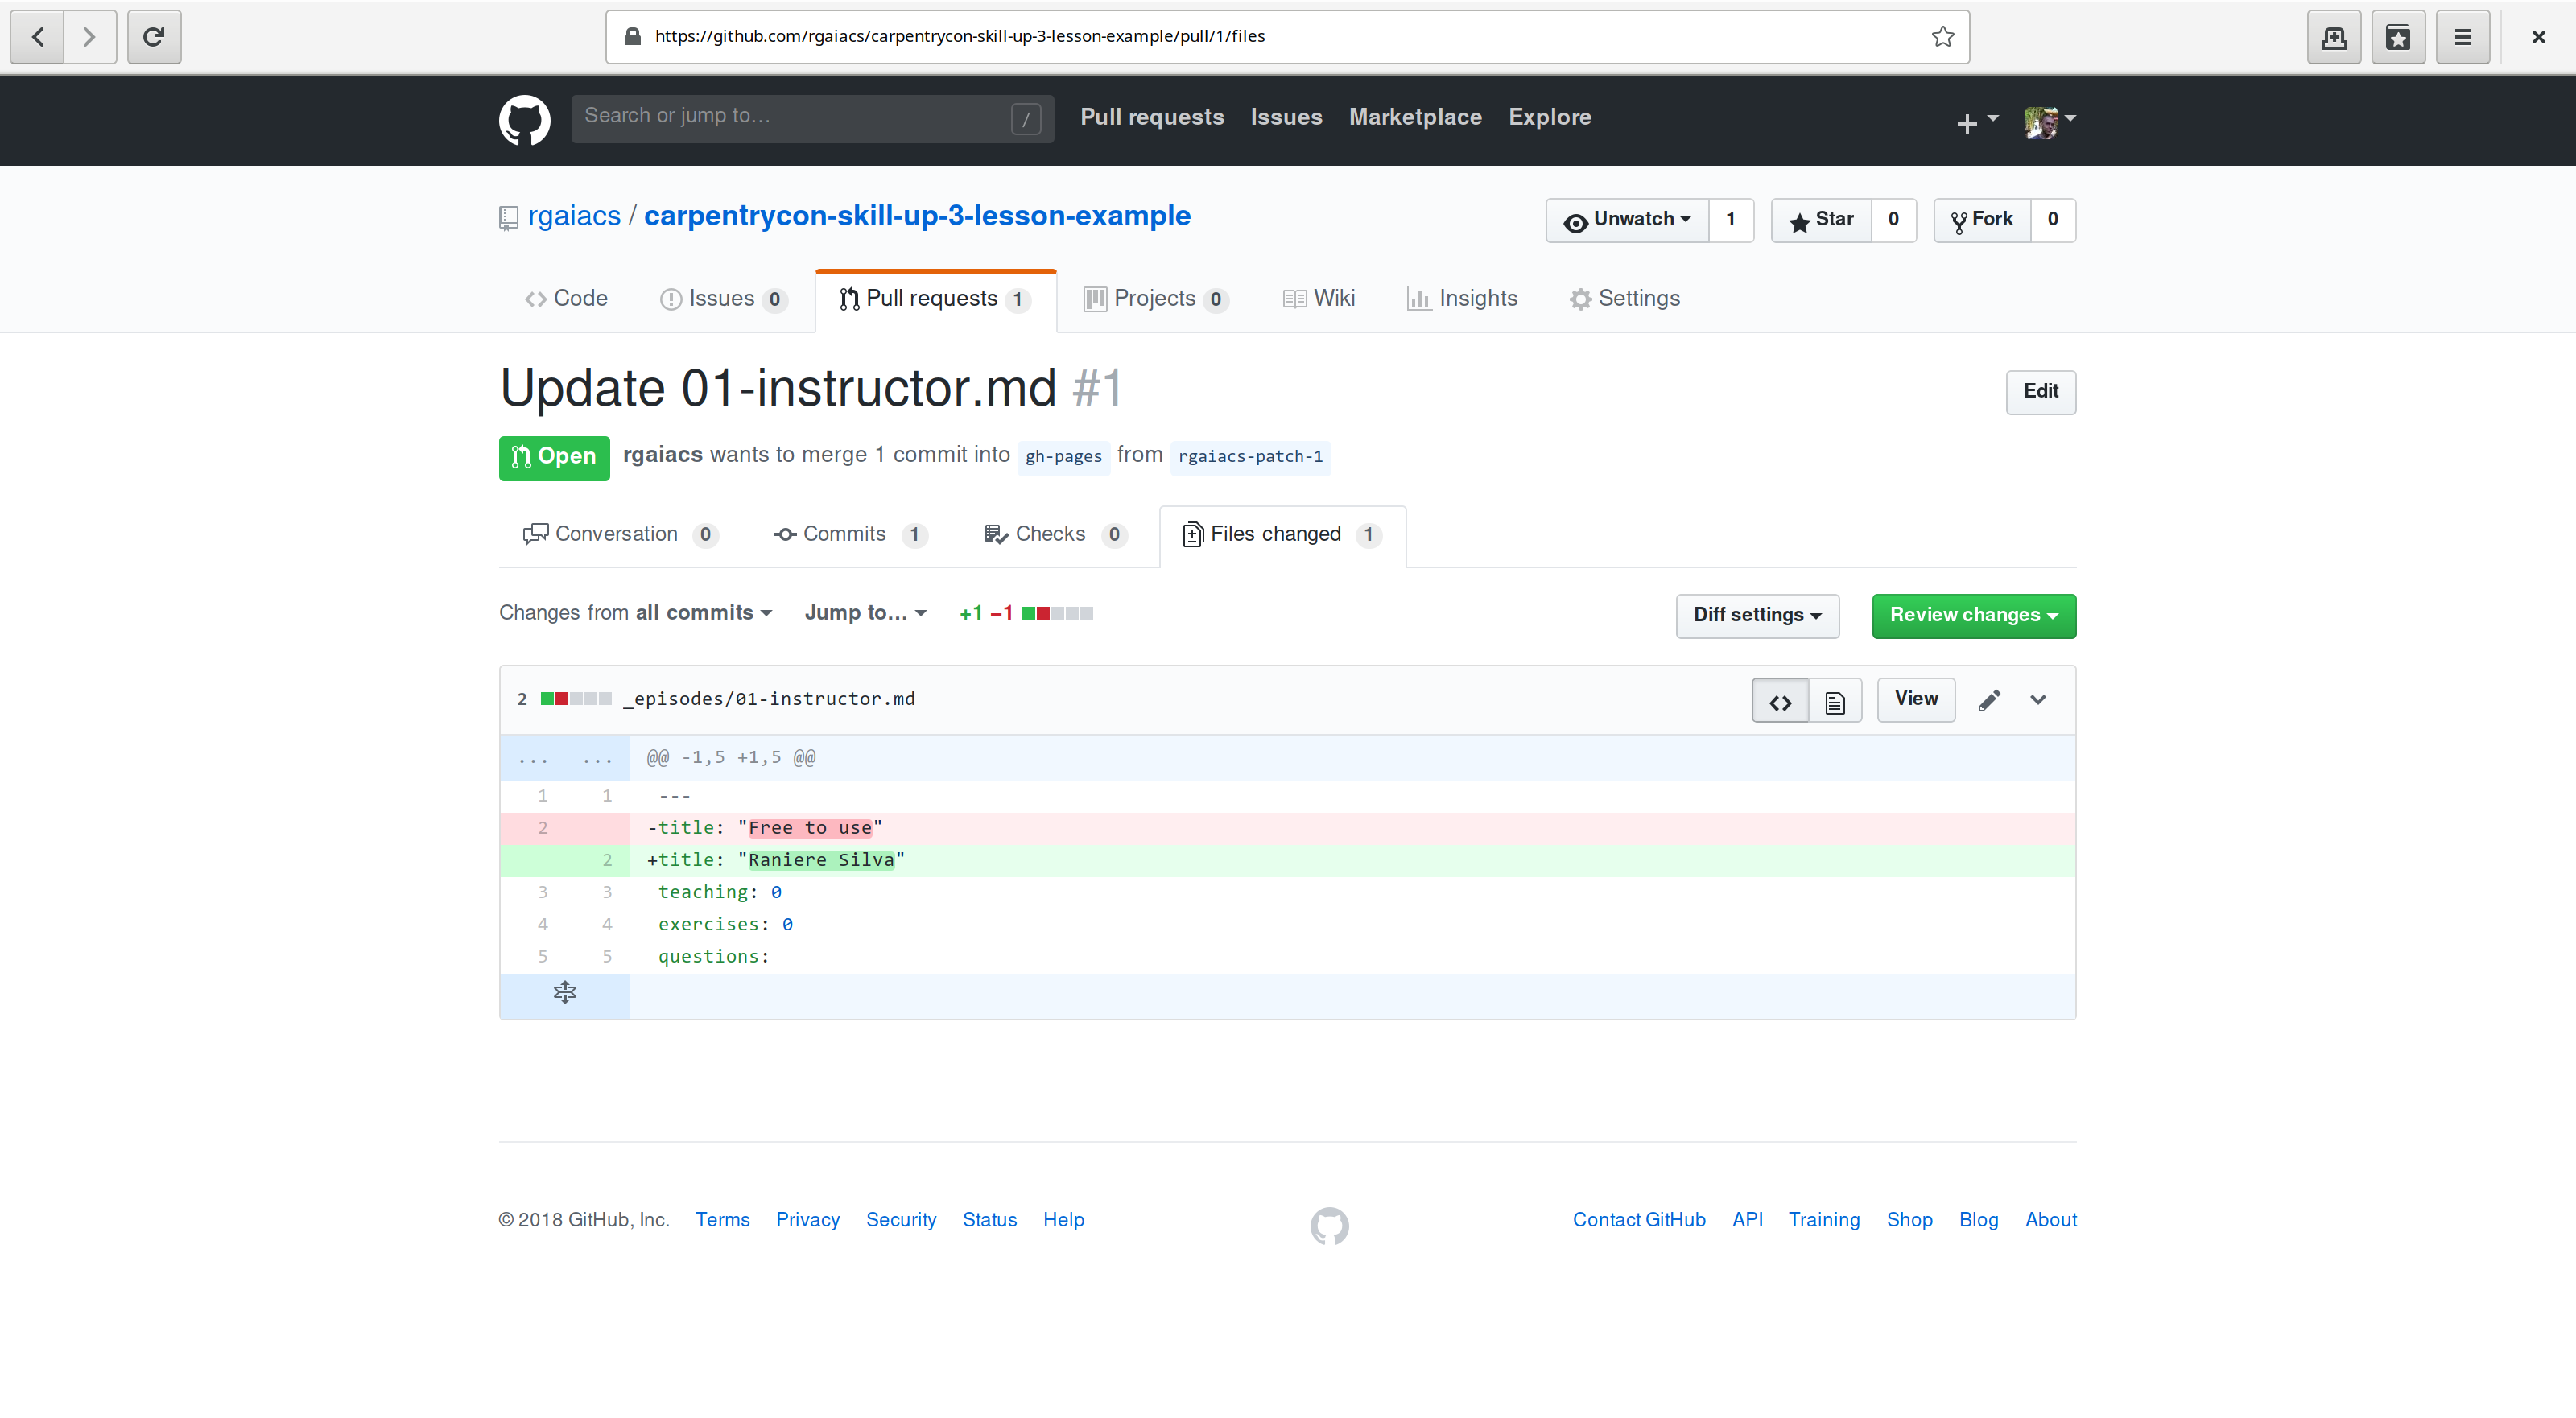 https://github.com/rgaiacs/carpentrycon-skill-up-3-lesson-example/pull/1/files
Search or jump to… / Pull requests Issues Marketplace Explore
rgaiacs / carpentrycon-skill-up-3-lesson-example Unwatch 1 Star 0 Fork 0
Code Issues 0 Pull requests 1 Projects 0 Wiki Insights Settings
Update 01-instructor.md #1 Edit
Open rgaiacs wants to merge 1 commit into gh-pages from rgaiacs-patch-1
Conversation 0 Commits 1 Checks 0 Files changed 1
Changes from all commits Jump to… +1 −1 Diff settings Review changes
2 _episodes/01-instructor.md <> View
... ... @@ -1,5 +1,5 @@
1 1 ---
2 -title: "Free to use"
2 +title: "Raniere Silva"
3 3 teaching: 0
4 4 exercises: 0
5 5 questions:
© 2018 GitHub, Inc. Terms Privacy Security Status Help Contact GitHub API Training Shop Blog About